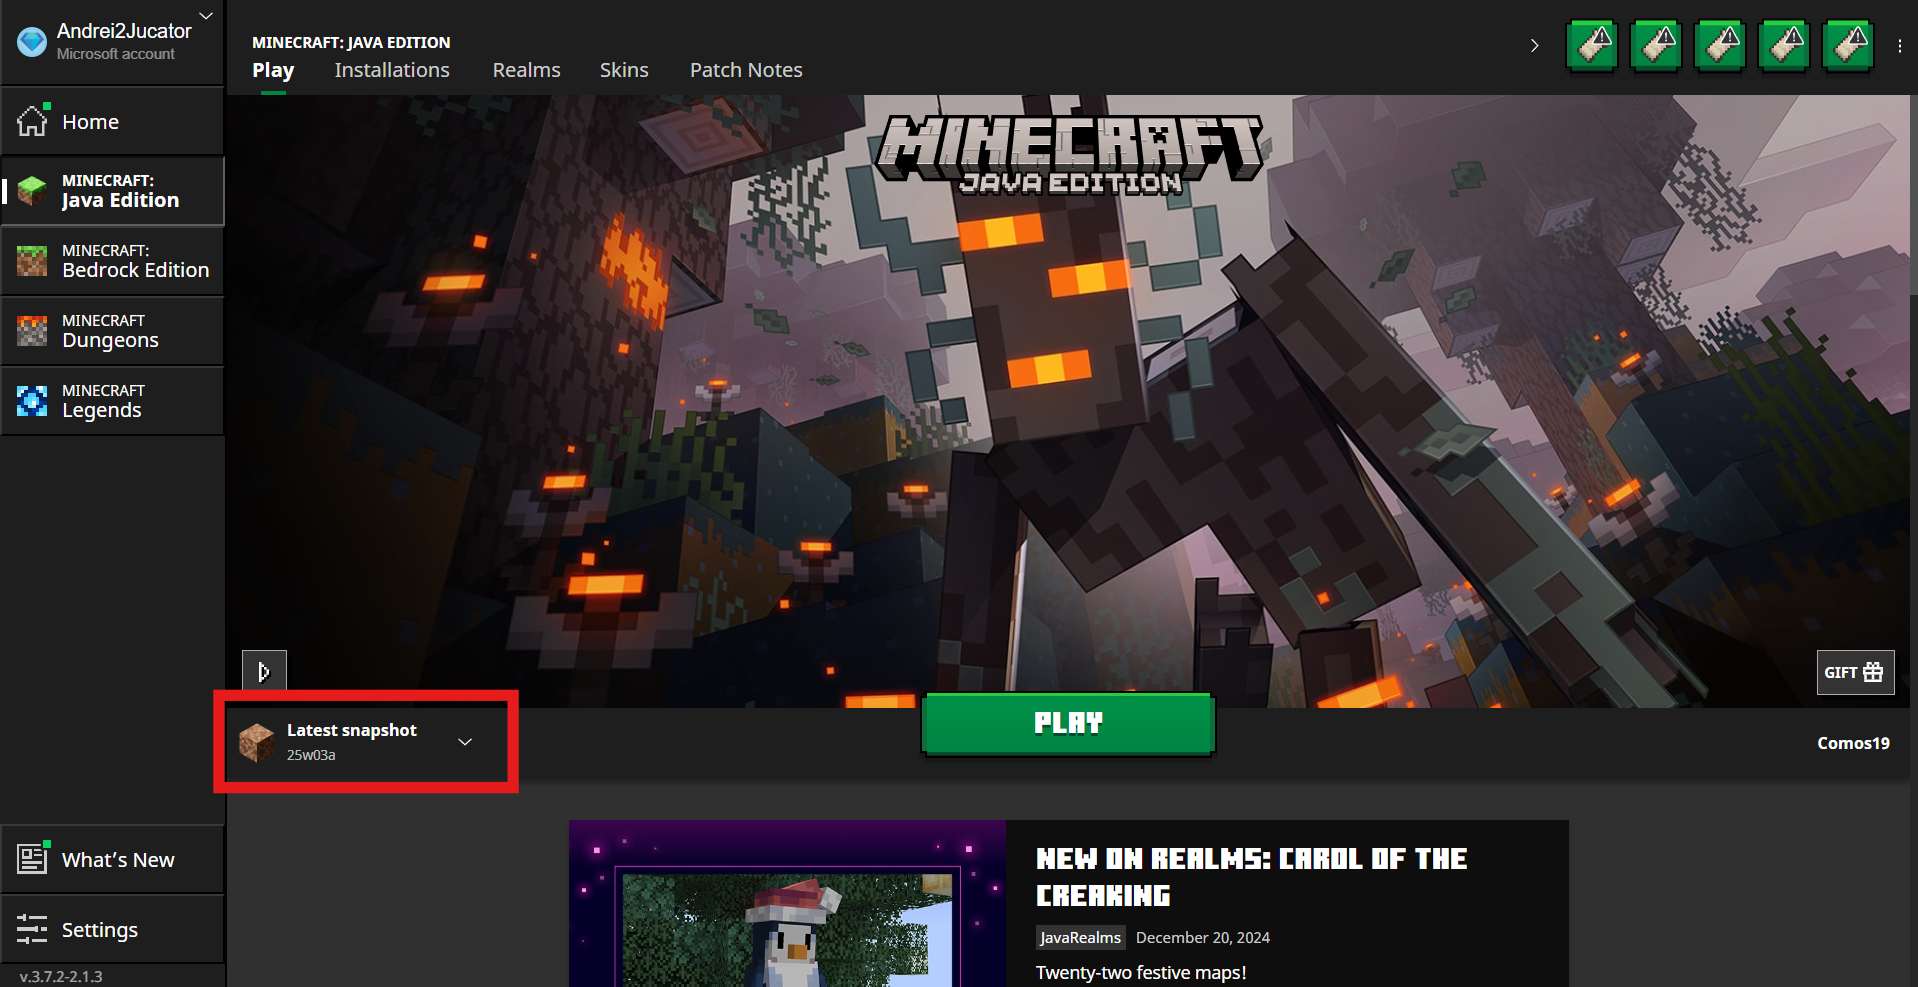 Andrei2Jucator
Microsoft account
Home
MINECRAFT:
Java Edition
MINECRAFT:
Bedrock Edition
MINECRAFT
Dungeons
MINECRAFT
Legends
What's New
Settings
v.3.7.2-2.1.3
MINECRAFT: JAVA EDITION
Play Installations Realms Skins Patch Notes
MINECRAFT
JAVA EDITION
GIFT
Latest snapshot
25w03a
PLAY
Comos19
NEW ON REALMS: CAROL OF THE
CREAKING
JavaRealms December 20, 2024
Twenty-two festive maps!